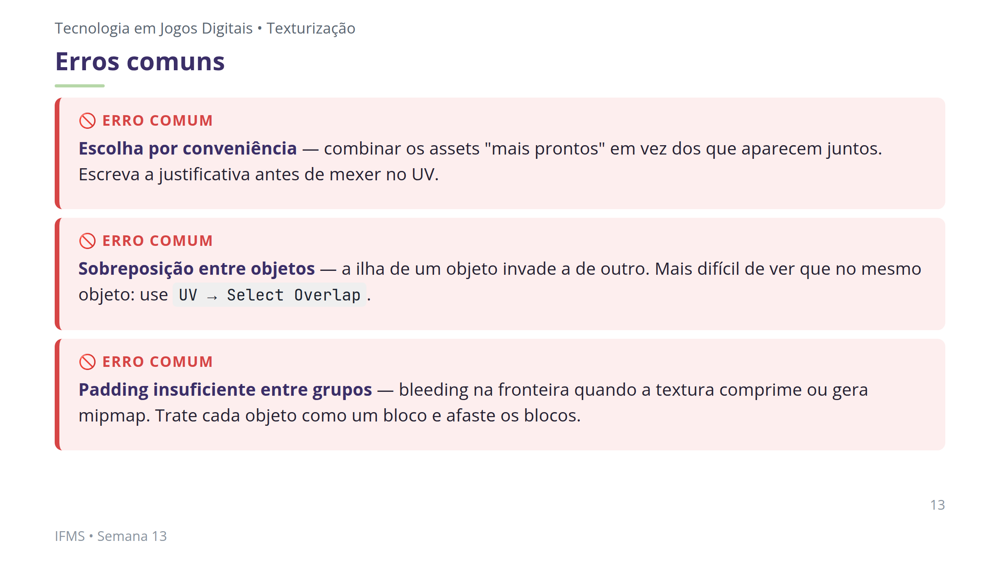 Tecnologia em Jogos Digitais • Texturização
Erros comuns
🚫 ERRO COMUM
Escolha por conveniência — combinar os assets "mais prontos" em vez dos que aparecem juntos.
Escreva a justificativa antes de mexer no UV.
🚫 ERRO COMUM
Sobreposição entre objetos — a ilha de um objeto invade a de outro. Mais difícil de ver que no mesmo
objeto: use UV → Select Overlap.
🚫 ERRO COMUM
Padding insuficiente entre grupos — bleeding na fronteira quando a textura comprime ou gera
mipmap. Trate cada objeto como um bloco e afaste os blocos.
13
IFMS • Semana 13